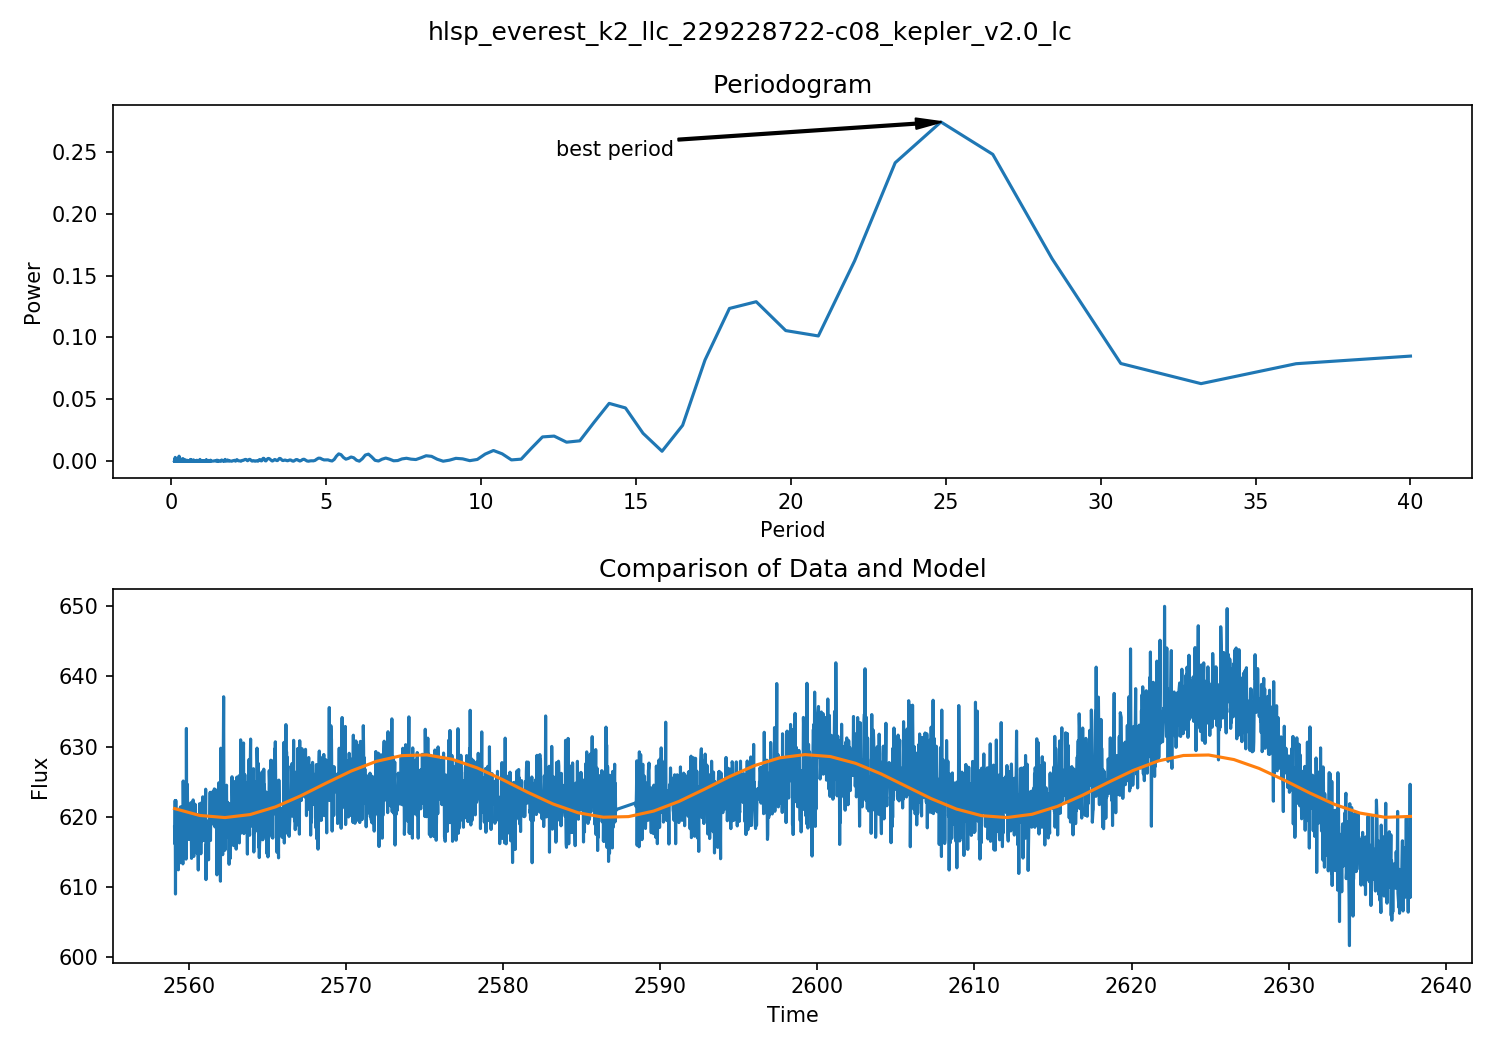 hlsp_everest_k2_llc_229228722-c08_kepler_v2.0_lc
Periodogram
best period
0.25
0.20
0.15
0.10
0.05
0.00
Power
0 5 10 15 20 25 30 35 40
Period
Comparison of Data and Model
650
640
630
620
610
600
Flux
2560 2570 2580 2590 2600 2610 2620 2630 2640
Time